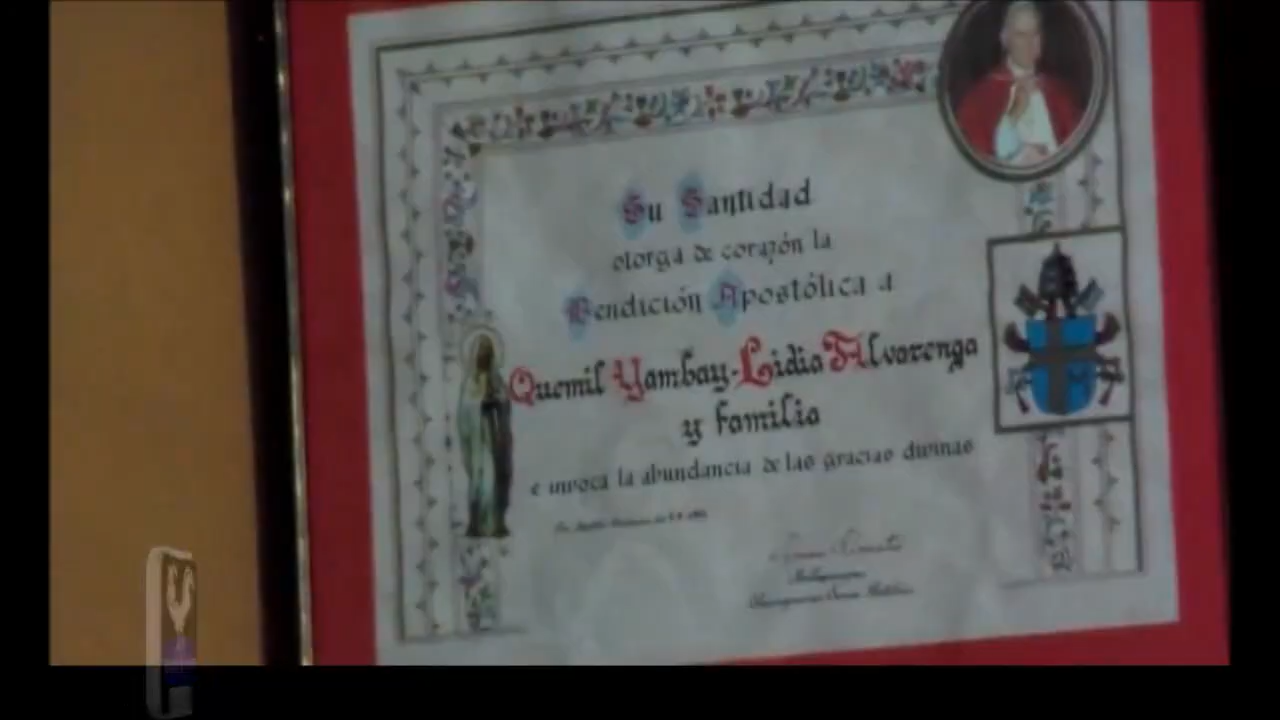 Su Santidad
otorga de corazón la
Bendición Apostólica a
Quemil Yambay-Lidia Alvarenga
y familia
e invoca la abundancia de las gracias divinas